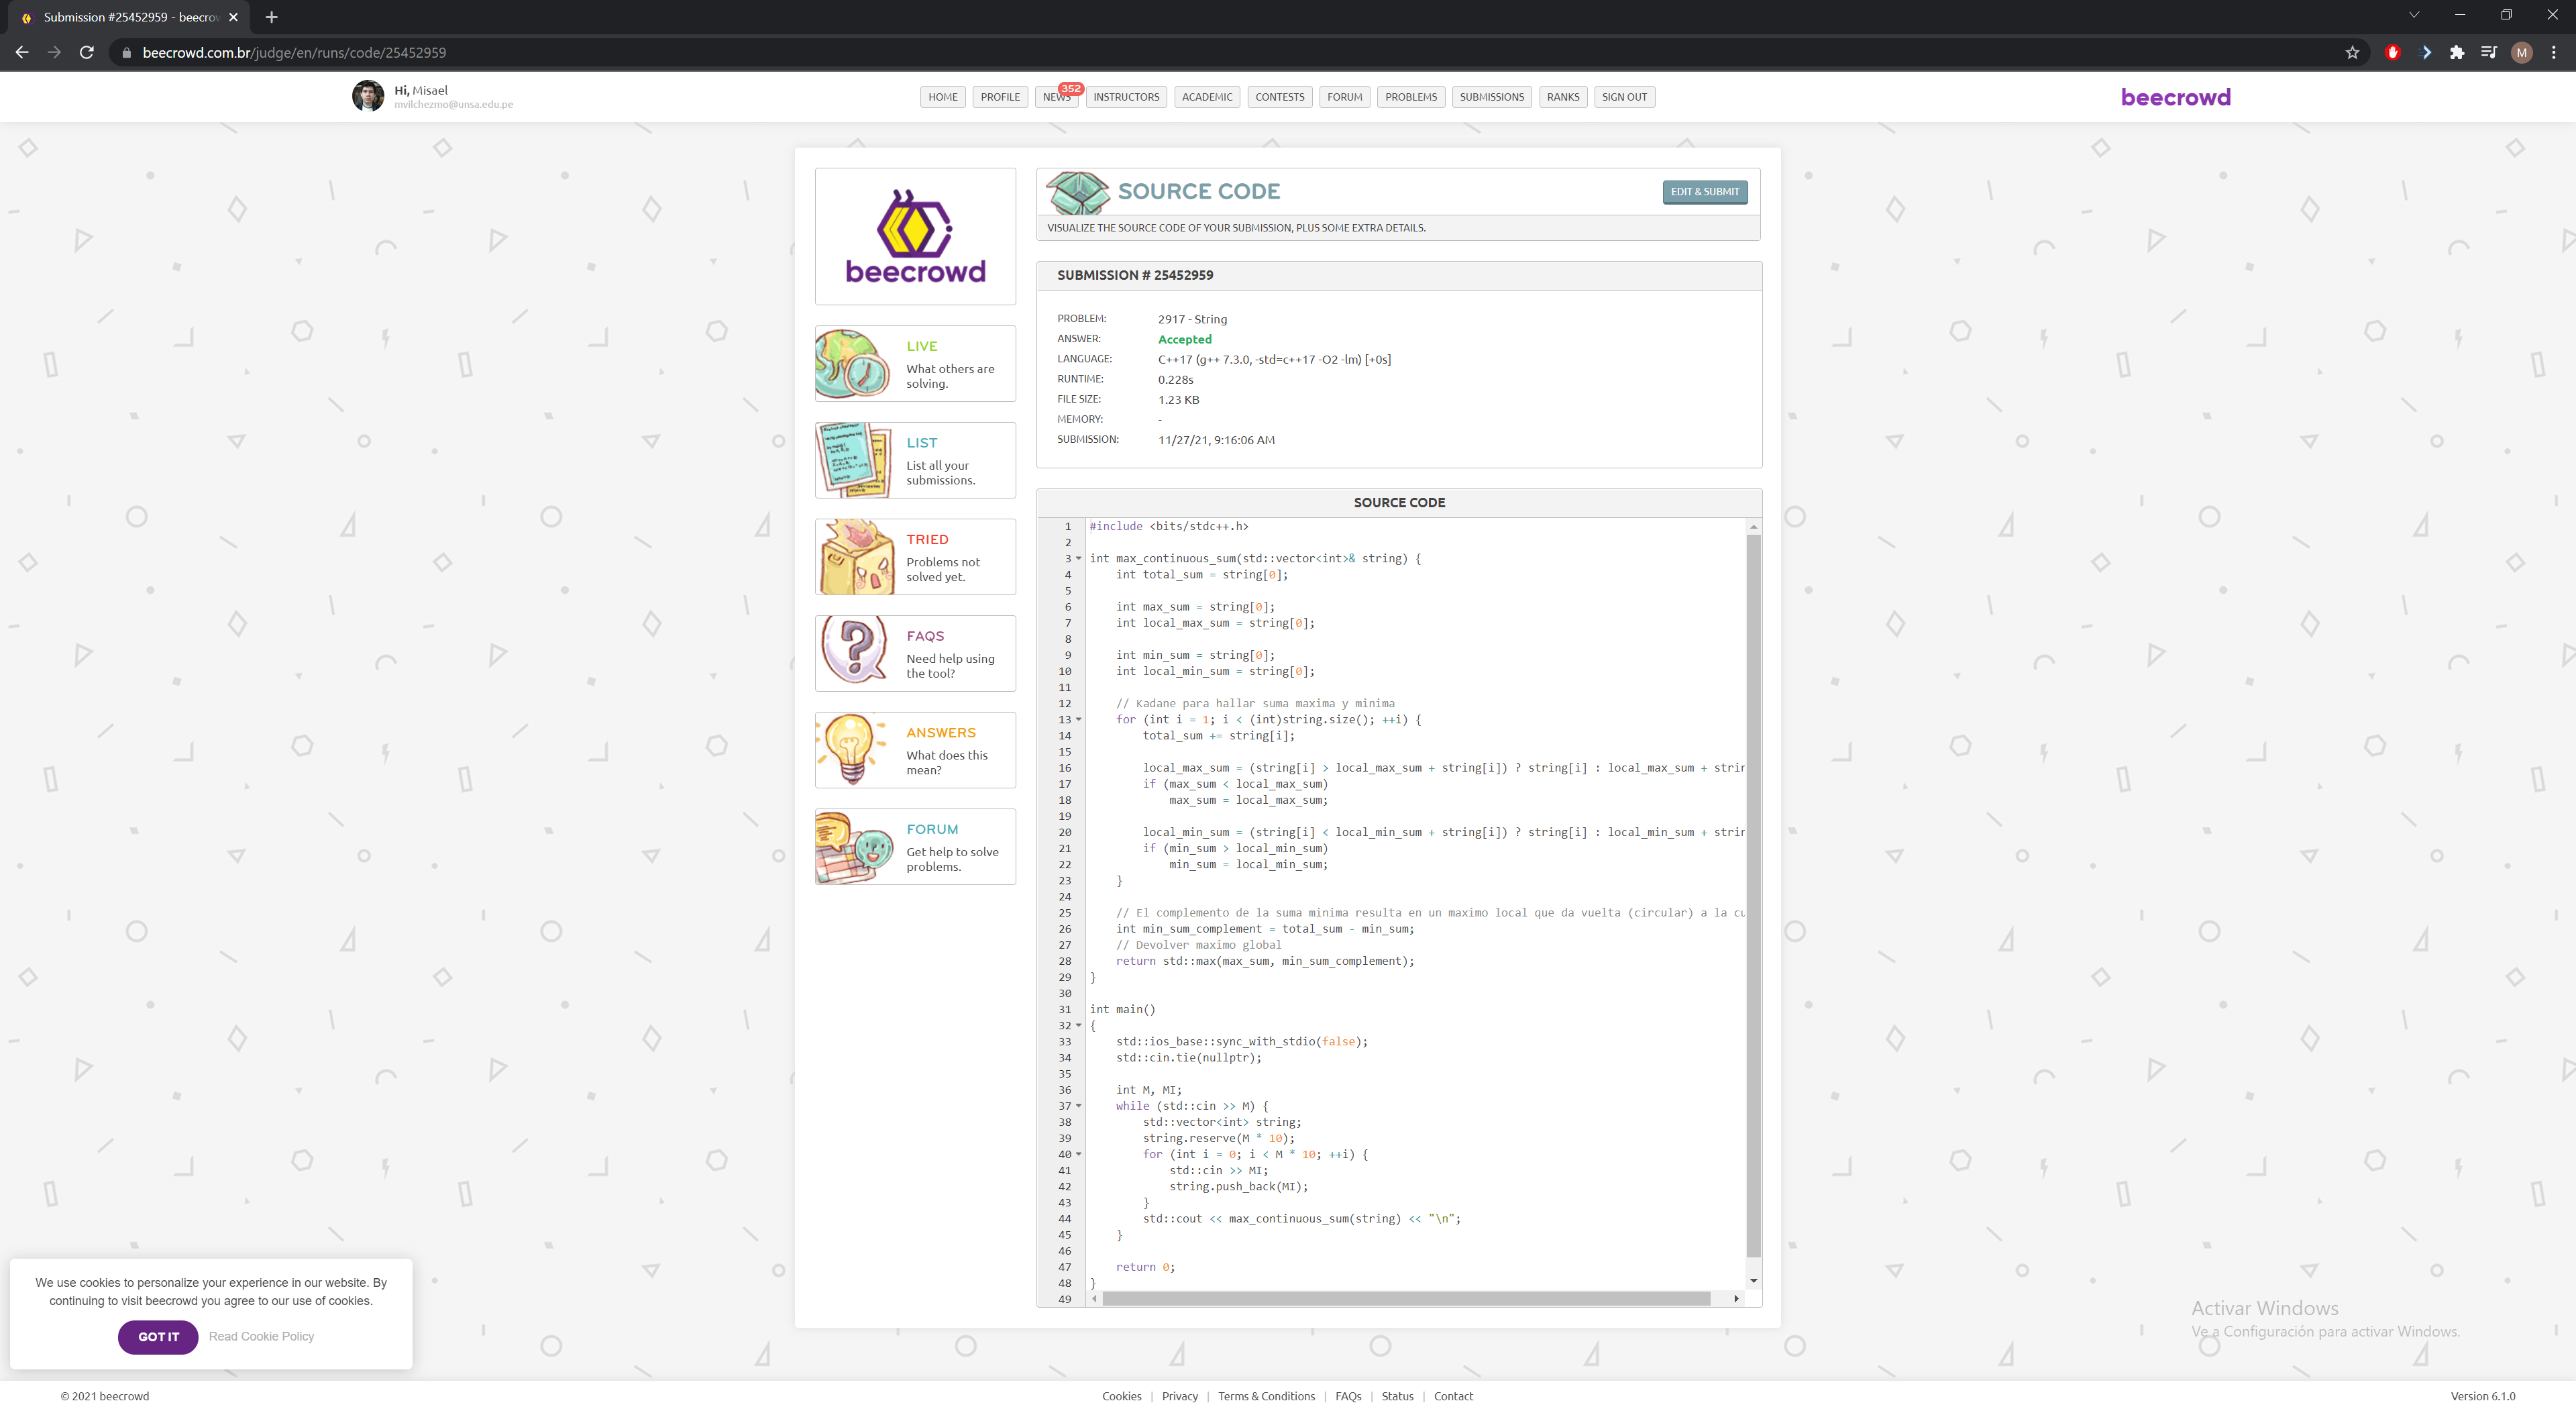 Submission #25452959 - beecrow
beecrowd.com.br/judge/en/runs/code/25452959
M
Hi, Misael
mvilchezmo@unsa.edu.pe
HOME PROFILE NEWS 352 INSTRUCTORS ACADEMIC CONTESTS FORUM PROBLEMS SUBMISSIONS RANKS SIGN OUT
beecrowd
beecrowd
LIVE
What others are
solving.
LIST
List all your
submissions.
TRIED
Problems not
solved yet.
FAQS
Need help using
the tool?
ANSWERS
What does this
mean?
FORUM
Get help to solve
problems.
SOURCE CODE
EDIT & SUBMIT
VISUALIZE THE SOURCE CODE OF YOUR SUBMISSION, PLUS SOME EXTRA DETAILS.
SUBMISSION # 25452959
PROBLEM: 2917 - String
ANSWER: Accepted
LANGUAGE: C++17 (g++ 7.3.0, -std=c++17 -O2 -lm) [+0s]
RUNTIME: 0.228s
FILE SIZE: 1.23 KB
MEMORY: -
SUBMISSION: 11/27/21, 9:16:06 AM
SOURCE CODE
1 #include <bits/stdc++.h>
2
3 int max_continuous_sum(std::vector<int>& string) {
4     int total_sum = string[0];
5
6     int max_sum = string[0];
7     int local_max_sum = string[0];
8
9     int min_sum = string[0];
10     int local_min_sum = string[0];
11
12     // Kadane para hallar suma maxima y minima
13     for (int i = 1; i < (int)string.size(); ++i) {
14         total_sum += string[i];
15
16         local_max_sum = (string[i] > local_max_sum + string[i]) ? string[i] : local_max_sum + strin
17         if (max_sum < local_max_sum)
18             max_sum = local_max_sum;
19
20         local_min_sum = (string[i] < local_min_sum + string[i]) ? string[i] : local_min_sum + strin
21         if (min_sum > local_min_sum)
22             min_sum = local_min_sum;
23     }
24
25     // El complemento de la suma minima resulta en un maximo local que da vuelta (circular) a la cu
26     int min_sum_complement = total_sum - min_sum;
27     // Devolver maximo global
28     return std::max(max_sum, min_sum_complement);
29 }
30
31 int main()
32 {
33     std::ios_base::sync_with_stdio(false);
34     std::cin.tie(nullptr);
35
36     int M, MI;
37     while (std::cin >> M) {
38         std::vector<int> string;
39         string.reserve(M * 10);
40         for (int i = 0; i < M * 10; ++i) {
41             std::cin >> MI;
42             string.push_back(MI);
43         }
44         std::cout << max_continuous_sum(string) << "\n";
45     }
46
47     return 0;
48 }
49
We use cookies to personalize your experience in our website. By
continuing to visit beecrowd you agree to our use of cookies.
GOT IT Read Cookie Policy
Activar Windows
Ve a Configuración para activar Windows.
© 2021 beecrowd
Cookies | Privacy | Terms & Conditions | FAQs | Status | Contact
Version 6.1.0